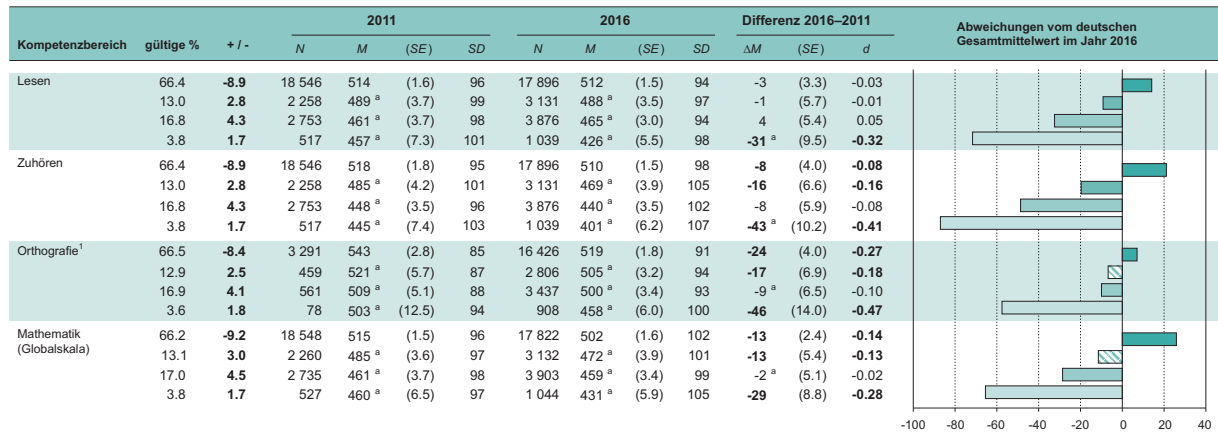 2011 2016 Differenz 2016–2011 Abweichungen vom deutschen
Kompetenzbereich gültige % + / - N M (SE) SD N M (SE) SD ΔM (SE) d Gesamtmittelwert im Jahr 2016
Lesen 66.4 -8.9 18 546 514 (1.6) 96 17 896 512 (1.5) 94 -3 (3.3) -0.03
13.0 2.8 2 258 489 a (3.7) 99 3 131 488 a (3.5) 97 -1 (5.7) -0.01
16.8 4.3 2 753 461 a (3.7) 98 3 876 465 a (3.0) 94 4 (5.4) 0.05
3.8 1.7 517 457 a (7.3) 101 1 039 426 a (5.5) 98 -31 a (9.5) -0.32
Zuhören 66.4 -8.9 18 546 518 (1.8) 95 17 896 510 (1.5) 98 -8 (4.0) -0.08
13.0 2.8 2 258 485 a (4.2) 101 3 131 469 a (3.9) 105 -16 (6.6) -0.16
16.8 4.3 2 753 448 a (3.5) 96 3 876 440 a (3.5) 102 -8 (5.9) -0.08
3.8 1.7 517 445 a (7.4) 103 1 039 401 a (6.2) 107 -43 a (10.2) -0.41
Orthografie1 66.5 -8.4 3 291 543 (2.8) 85 16 426 519 (1.8) 91 -24 (4.0) -0.27
12.9 2.5 459 521 a (5.7) 87 2 806 505 a (3.2) 94 -17 (6.9) -0.18
16.9 4.1 561 509 a (5.1) 88 3 437 500 a (3.4) 93 -9 a (6.5) -0.10
3.6 1.8 78 503 a (12.5) 94 908 458 a (6.0) 100 -46 (14.0) -0.47
Mathematik 66.2 -9.2 18 548 515 (1.5) 96 17 822 502 (1.6) 102 -13 (2.4) -0.14
(Globalskala) 13.1 3.0 2 260 485 a (3.6) 97 3 132 472 a (3.9) 101 -13 (5.4) -0.13
17.0 4.5 2 735 461 a (3.7) 98 3 903 459 a (3.4) 99 -2 a (5.1) -0.02
3.8 1.7 527 460 a (6.5) 97 1 044 431 a (5.9) 105 -29 (8.8) -0.28
-100 -80 -60 -40 -20 0 20 40